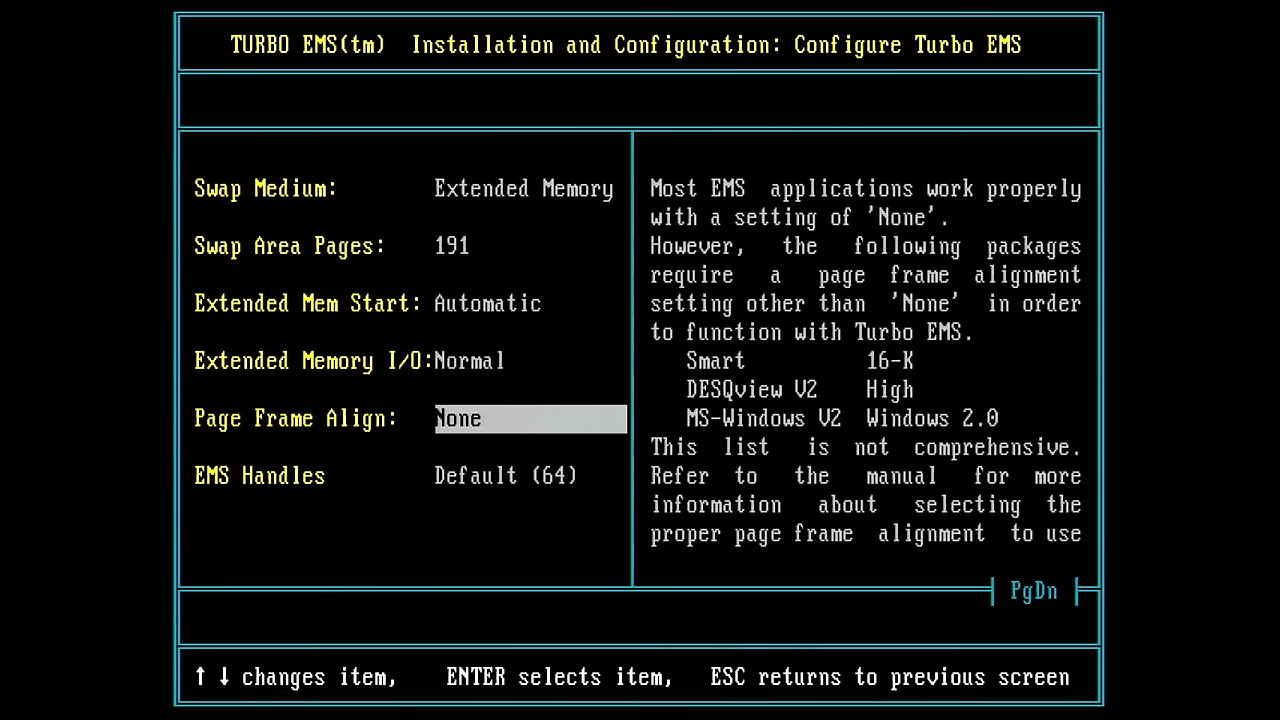 TURBO EMS(tm) Installation and Configuration: Configure Turbo EMS
Swap Medium: Extended Memory
Swap Area Pages: 191
Extended Mem Start: Automatic
Extended Memory I/O: Normal
Page Frame Align: None
EMS Handles Default (64)
Most EMS applications work properly
with a setting of 'None'.
However, the following packages
require a page frame alignment
setting other than 'None' in order
to function with Turbo EMS.
Smart 16-K
DESQview V2 High
MS-Windows V2 Windows 2.0
This list is not comprehensive.
Refer to the manual for more
information about selecting the
proper page frame alignment to use
PgDn
↑ ↓ changes item, ENTER selects item, ESC returns to previous screen